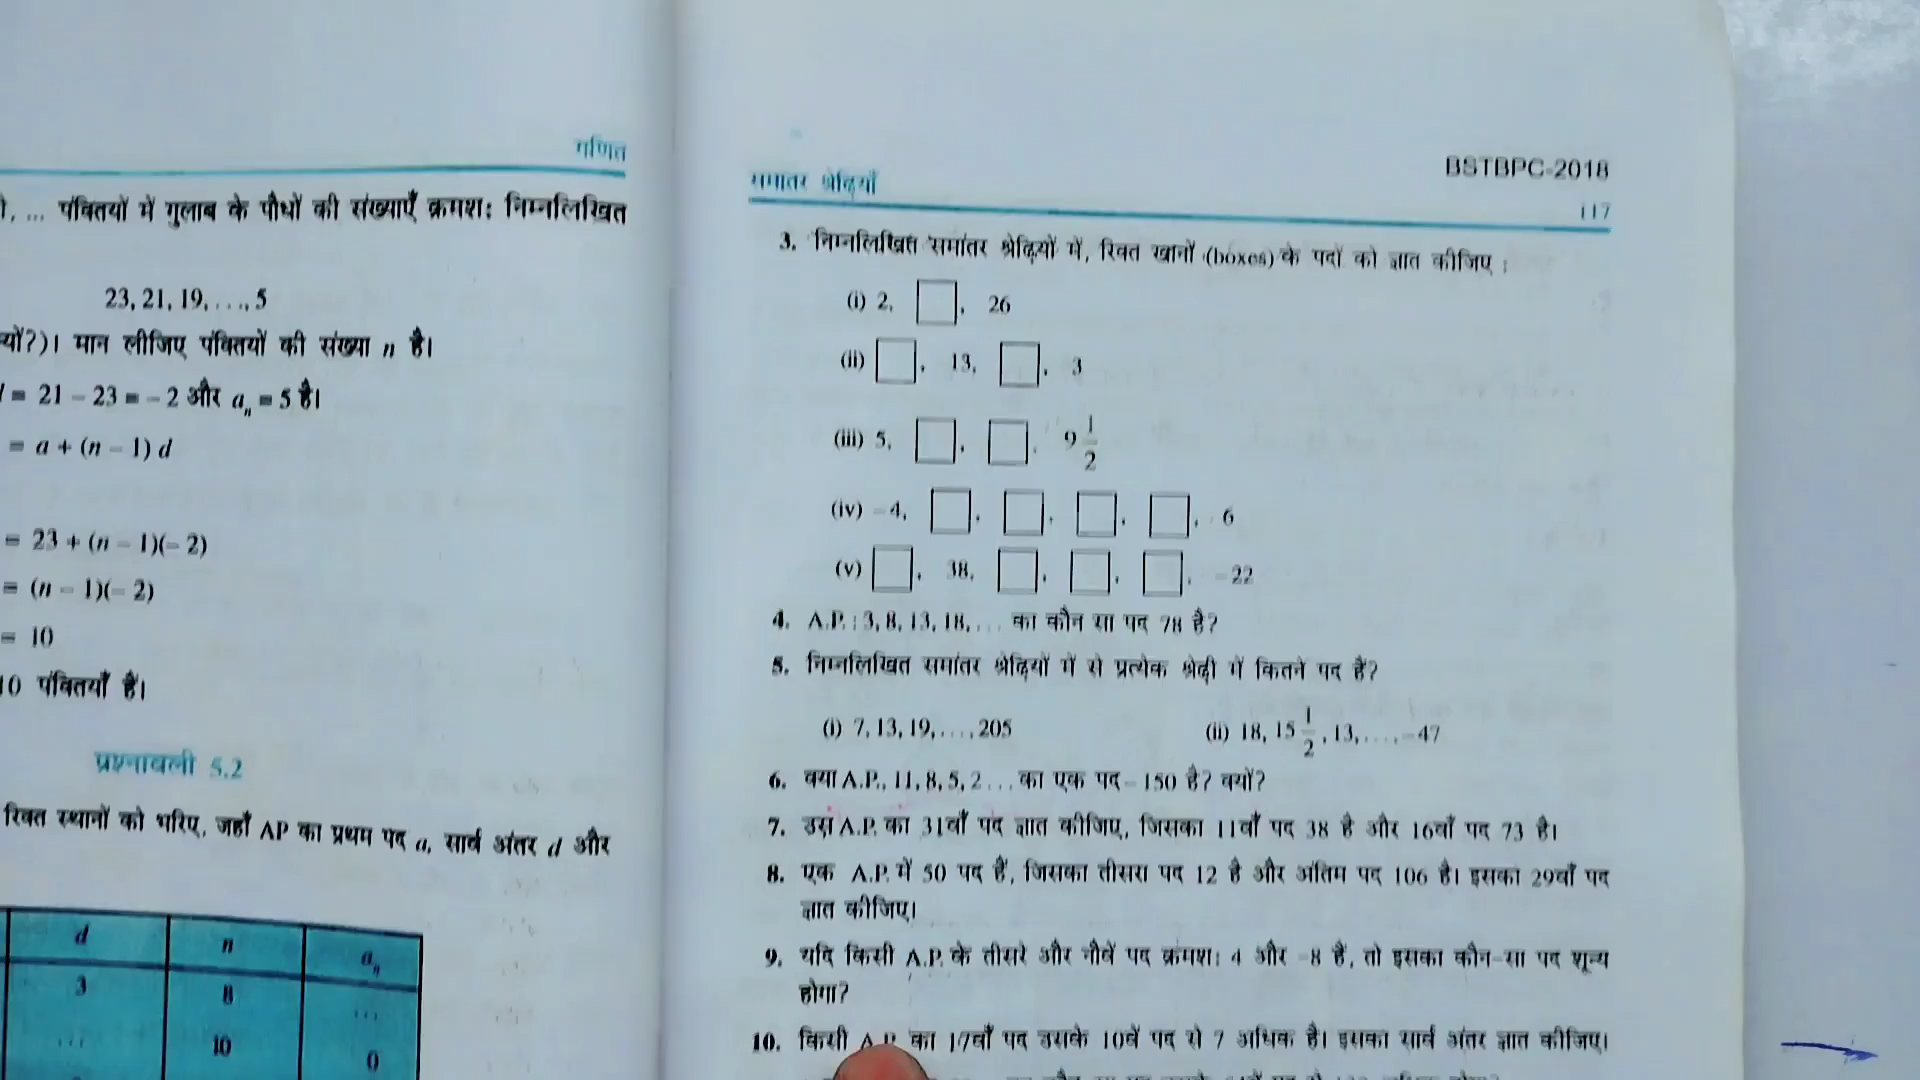 गणित
... पंक्तियों में गुलाब के पौधों की संख्याएँ क्रमश: निम्नलिखित
23, 21, 19, . . ., 5
यों?)। मान लीजिए पंक्तियों की संख्या n है।
= 21 – 23 = – 2 और aₙ = 5 है।
= a + (n – 1) d
= 23 + (n – 1)(– 2)
= (n – 1)(– 2)
= 10
10 पंक्तियाँ हैं।
प्रश्नावली 5.2
रिक्त स्थानों को भरिए, जहाँ AP का प्रथम पद a, सार्व अंतर d और
d n aₙ
3 8 ...
... 10 0
समांतर श्रेढ़ियाँ
BSTBPC-2018
117
3. निम्नलिखित समांतर श्रेढ़ियों में, रिक्त खानों (boxes) के पदों को ज्ञात कीजिए :
(i) 2, □, 26
(ii) □, 13, □, 3
(iii) 5, □, □, 9 1/2
(iv) – 4, □, □, □, □, 6
(v) □, 38, □, □, □, – 22
4. A.P. : 3, 8, 13, 18, . . . का कौन सा पद 78 है?
5. निम्नलिखित समांतर श्रेढ़ियों में से प्रत्येक श्रेढ़ी में कितने पद हैं?
(i) 7, 13, 19, . . ., 205 (ii) 18, 15 1/2, 13, . . ., – 47
6. क्या A.P., 11, 8, 5, 2 . . . का एक पद – 150 है? क्यों?
7. उस A.P. का 31वाँ पद ज्ञात कीजिए, जिसका 11वाँ पद 38 है और 16वाँ पद 73 है।
8. एक A.P. में 50 पद हैं, जिसका तीसरा पद 12 है और अंतिम पद 106 है। इसका 29वाँ पद
ज्ञात कीजिए।
9. यदि किसी A.P. के तीसरे और नौवें पद क्रमश: 4 और – 8 हैं, तो इसका कौन-सा पद शून्य
होगा?
10. किसी A.P. का 17वाँ पद उसके 10वें पद से 7 अधिक है। इसका सार्व अंतर ज्ञात कीजिए।